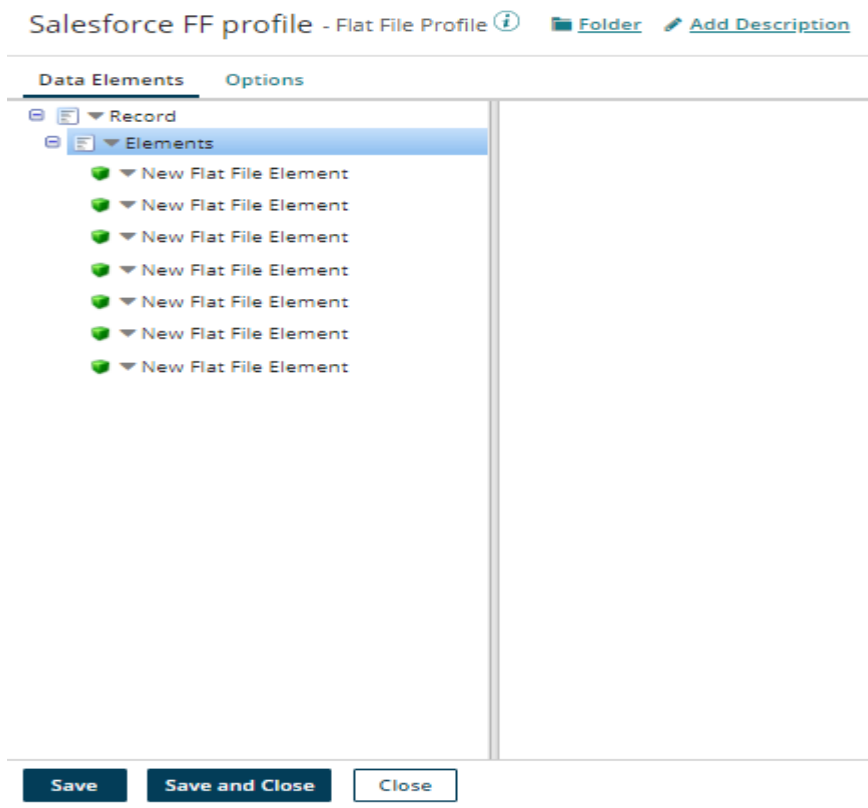 Salesforce FF profile - Flat File Profile i Folder Add Description
Data Elements Options
Record
Elements
New Flat File Element
New Flat File Element
New Flat File Element
New Flat File Element
New Flat File Element
New Flat File Element
New Flat File Element
Save Save and Close Close